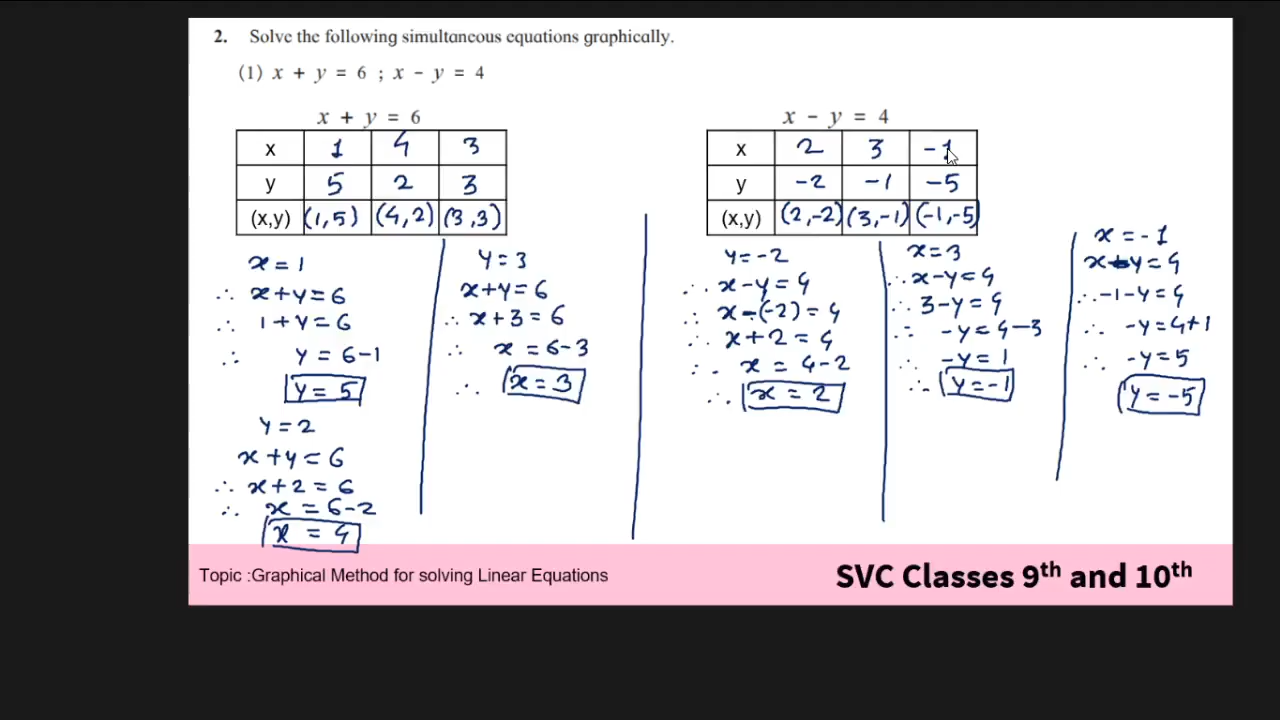 2. Solve the following simultaneous equations graphically.
(1) x + y = 6 ; x - y = 4
x + y = 6
x 1 4 3
y 5 2 3
(x,y) (1,5) (4,2) (3,3)
x = 1
∴ x+y=6
∴ 1+y=6
∴ y = 6-1
y = 5
y = 2
x+y=6
∴ x+2=6
∴ x = 6-2
x = 4
y = 3
x+y=6
∴ x+3=6
∴ x = 6-3
∴ x = 3
x - y = 4
x 2 3 -1
y -2 -1 -5
(x,y) (2,-2) (3,-1) (-1,-5)
y=-2
∴ x-y=4
∴ x-(-2)=4
∴ x+2=4
∴ x = 4-2
∴ x = 2
x=3
∴ x-y=4
∴ 3-y=4
∴ -y=4-3
∴ -y=1
∴ y=-1
x = -1
x-y=4
∴ -1-y=4
∴ -y=4+1
∴ -y=5
y=-5
Topic :Graphical Method for solving Linear Equations
SVC Classes 9th and 10th